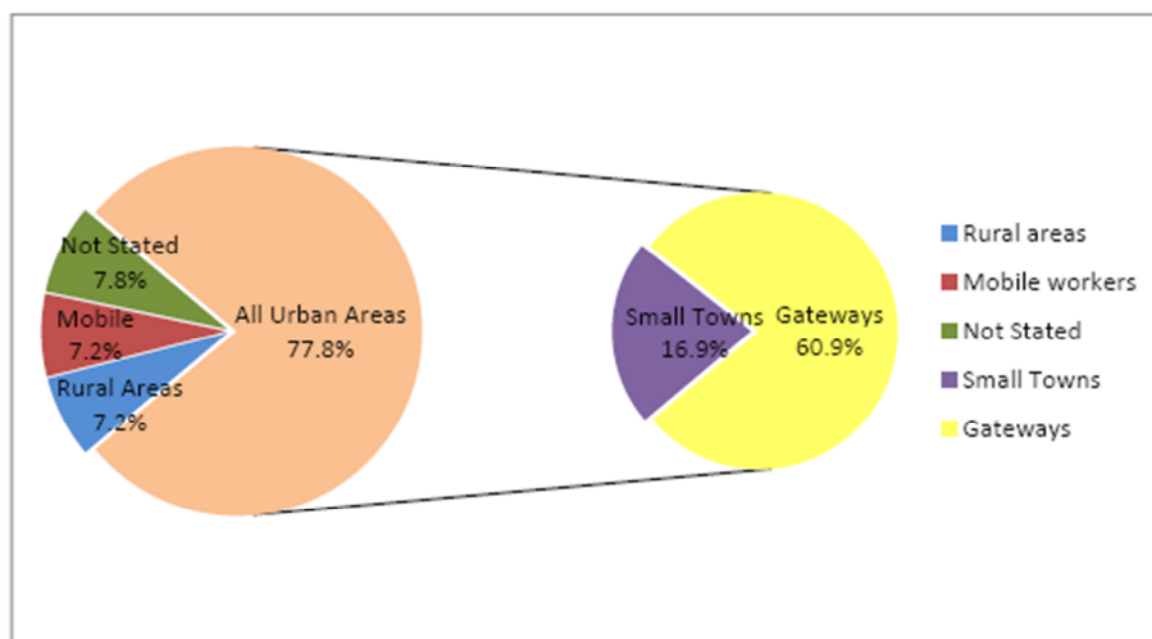 Not Stated
7.8%
Mobile
7.2%
Rural Areas
7.2%
All Urban Areas
77.8%
Small Towns
16.9%
Gateways
60.9%
Rural areas
Mobile workers
Not Stated
Small Towns
Gateways